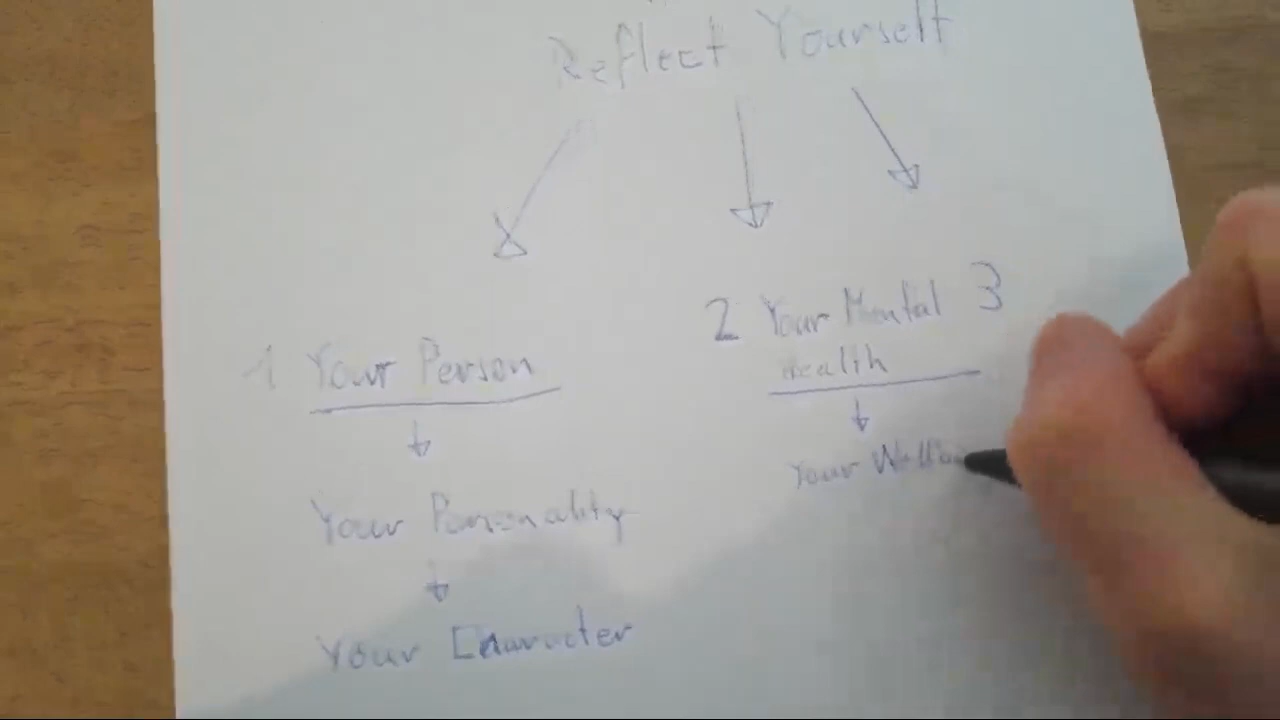 Reflect Yourself
1 Your Person
Your Personality
Your Character
2 Your Mental
Health
Your
3